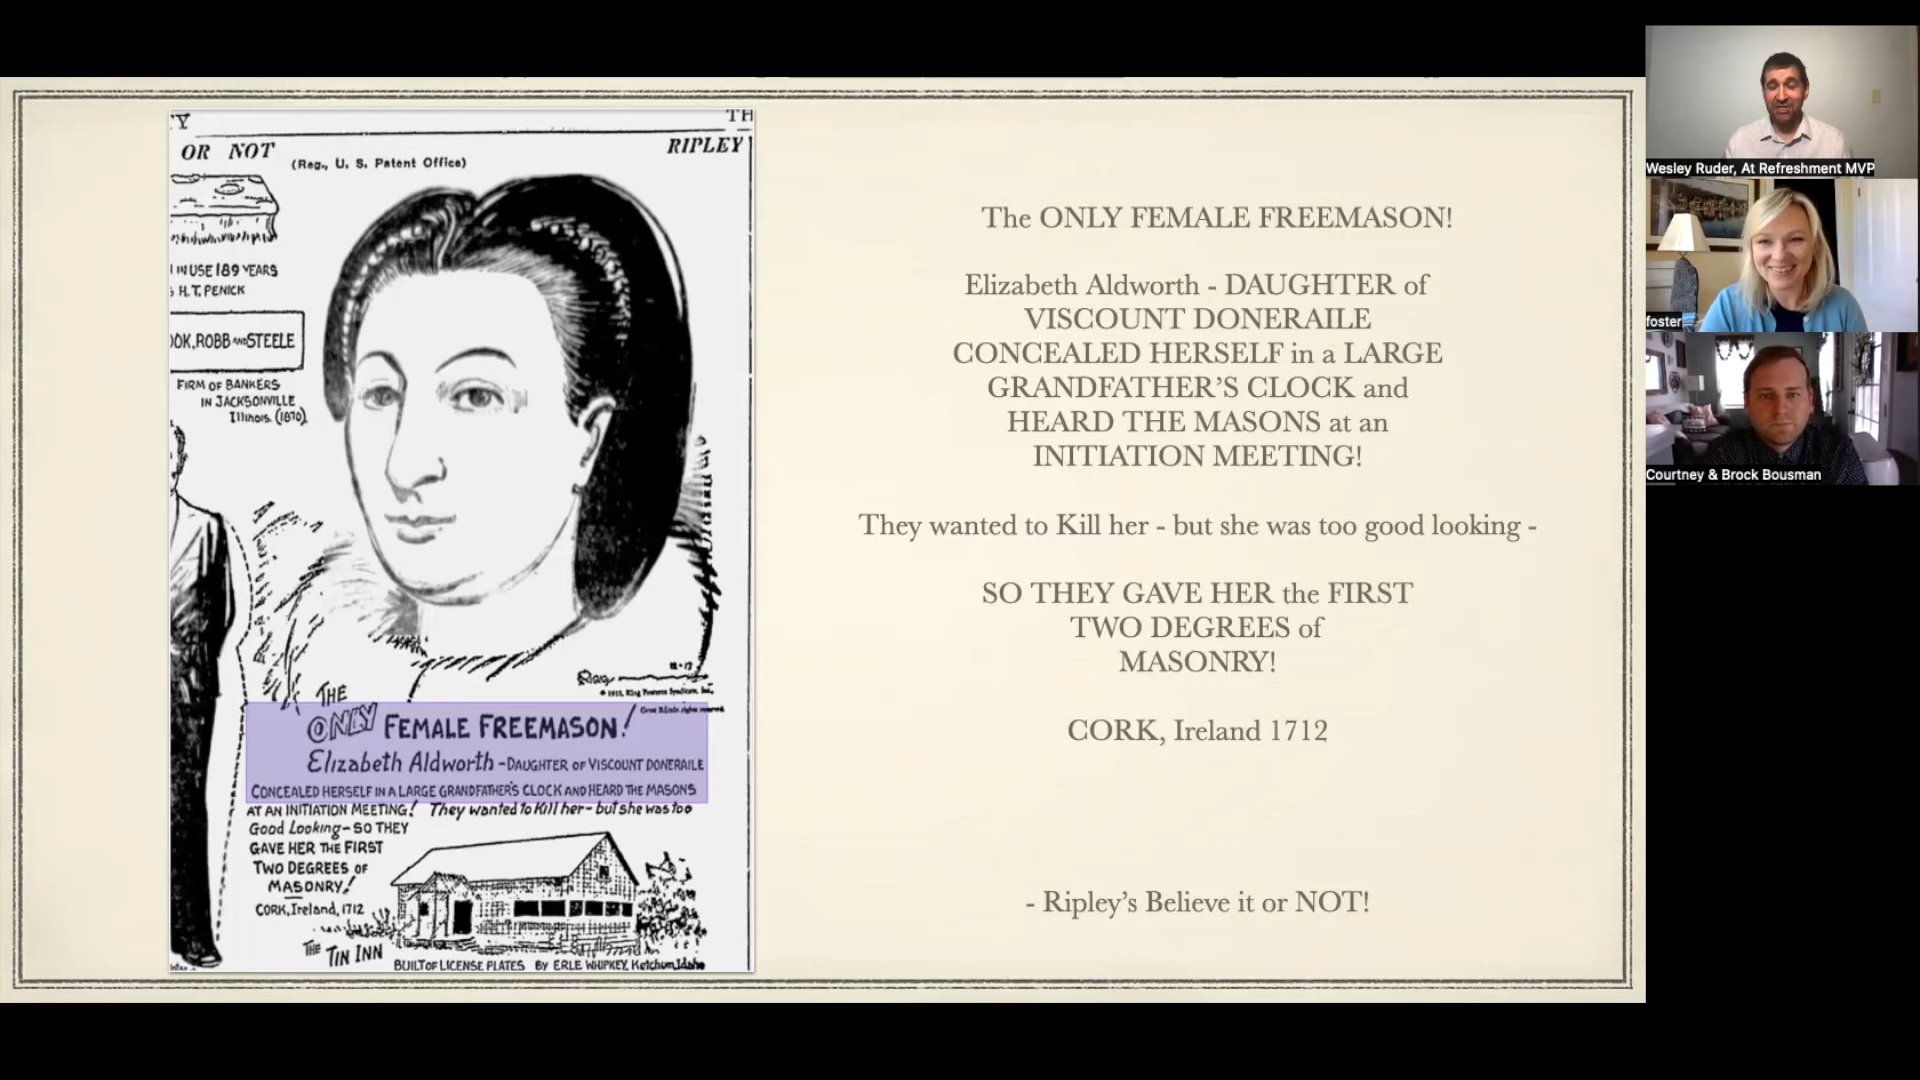 Y
TH
OR NOT
(Reg., U. S. Patent Office)
RIPLEY
IN USE 189 YEARS
H.T. PENICK
OOK, ROBB AND STEELE
FIRM OF BANKERS
IN JACKSONVILLE
Illinois. (1870)
12-17
Great Britain rights reserved
THE
ONLY FEMALE FREEMASON!
Elizabeth Aldworth - DAUGHTER OF VISCOUNT DONERAILE
CONCEALED HERSELF IN A LARGE GRANDFATHER'S CLOCK AND HEARD THE MASONS
AT AN INITIATION MEETING! They wanted to Kill her - but she was too
Good Looking - SO THEY
GAVE HER THE FIRST
TWO DEGREES OF
MASONRY!
CORK, Ireland, 1712
THE TIN INN
BUILT OF LICENSE PLATES BY ERLE WHIPKEY, Ketchum, Idaho
The ONLY FEMALE FREEMASON!
Elizabeth Aldworth - DAUGHTER of
VISCOUNT DONERAILE
CONCEALED HERSELF in a LARGE
GRANDFATHER’S CLOCK and
HEARD THE MASONS at an
INITIATION MEETING!
They wanted to Kill her - but she was too good looking -
SO THEY GAVE HER the FIRST
TWO DEGREES of
MASONRY!
CORK, Ireland 1712
- Ripley’s Believe it or NOT!
Wesley Ruder, At Refreshment MVP
foster
Courtney & Brock Bousman